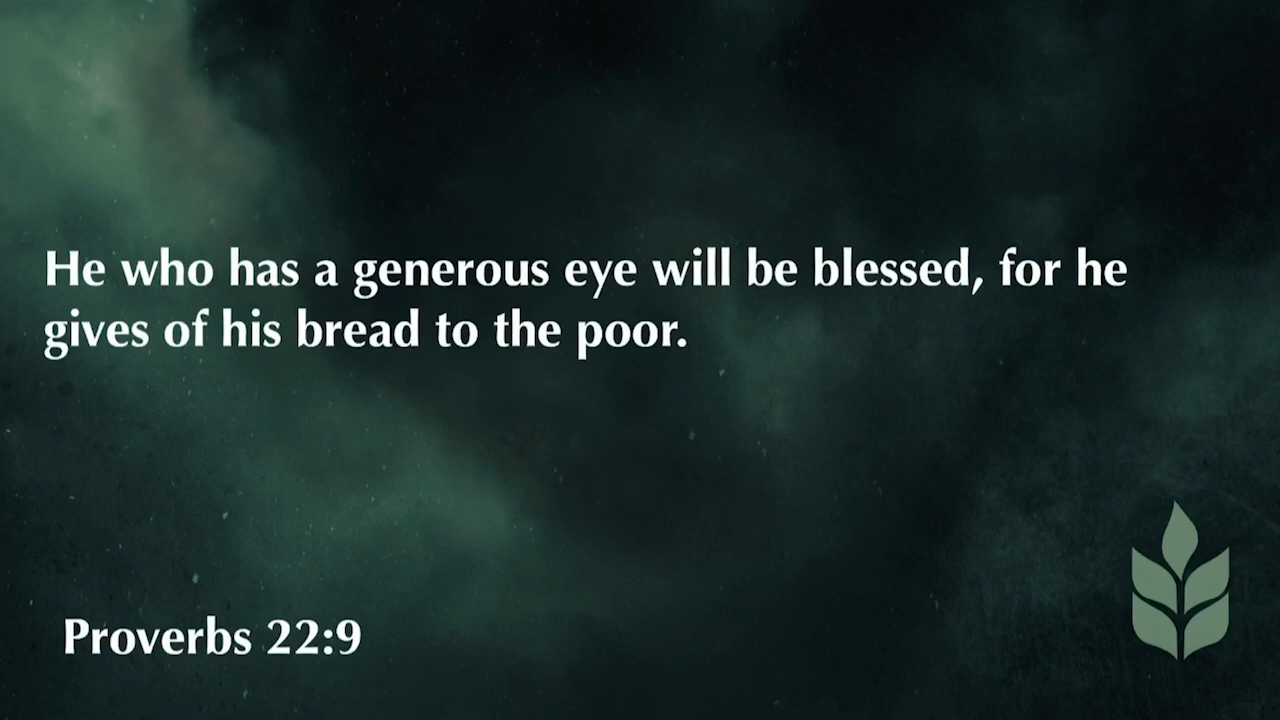 He who has a generous eye will be blessed, for he
gives of his bread to the poor.
Proverbs 22:9